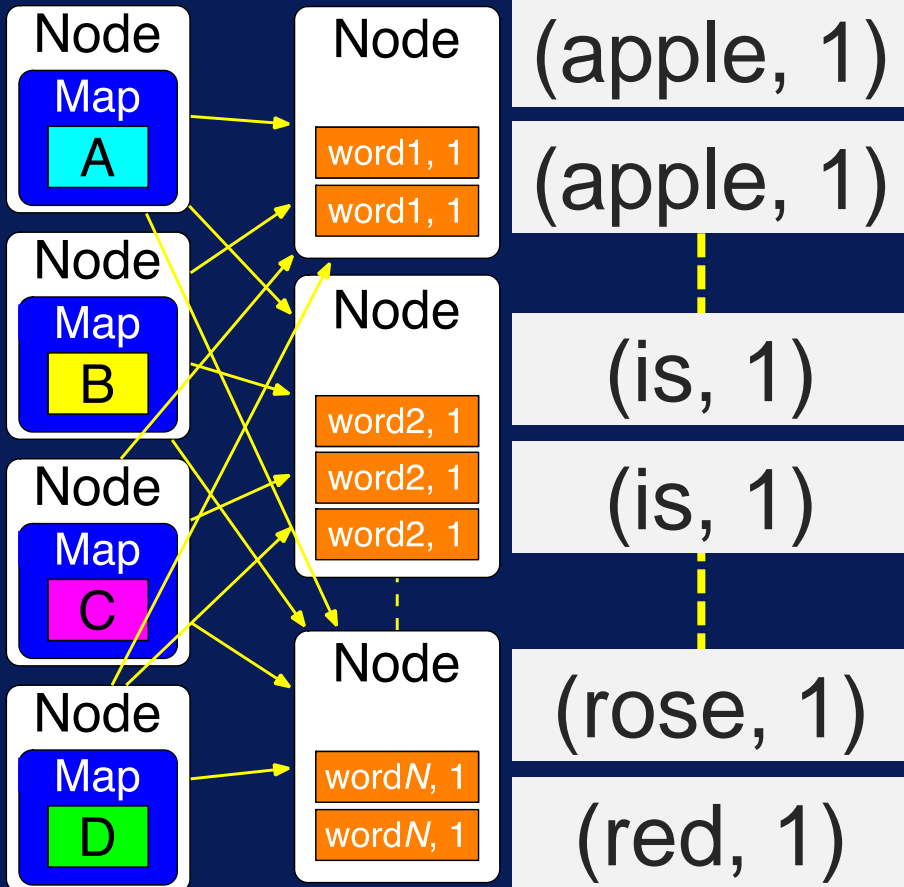 Node
Map
A
Node
Map
B
Node
Map
C
Node
Map
D
Node
word1, 1
word1, 1
Node
word2, 1
word2, 1
word2, 1
Node
wordN, 1
wordN, 1
(apple, 1)
(apple, 1)
(is, 1)
(is, 1)
(rose, 1)
(red, 1)